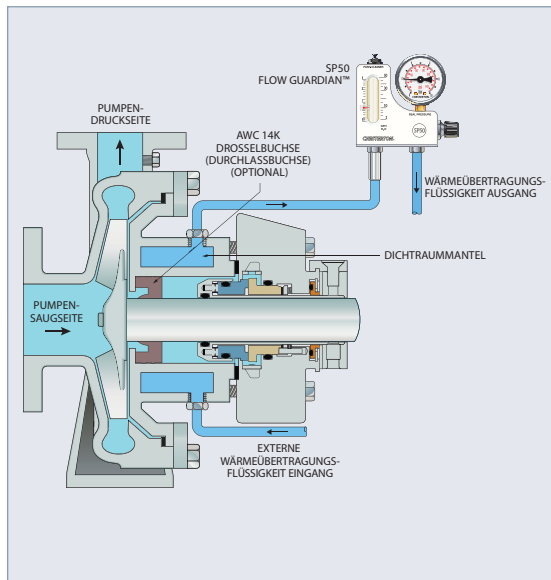 SP50
FLOW GUARDIAN™
PUMPEN-
DRUCKSEITE
AWC 14K
DROSSELBUCHSE
(DURCHLASSBUCHSE)
(OPTIONAL)
SP50
WÄRMEÜBERTRAGUNGS-
FLÜSSIGKEIT AUSGANG
DICHTRAUMMANTEL
PUMPEN-
SAUGSEITE
EXTERNE
WÄRMEÜBERTRAGUNGS-
FLÜSSIGKEIT EINGANG